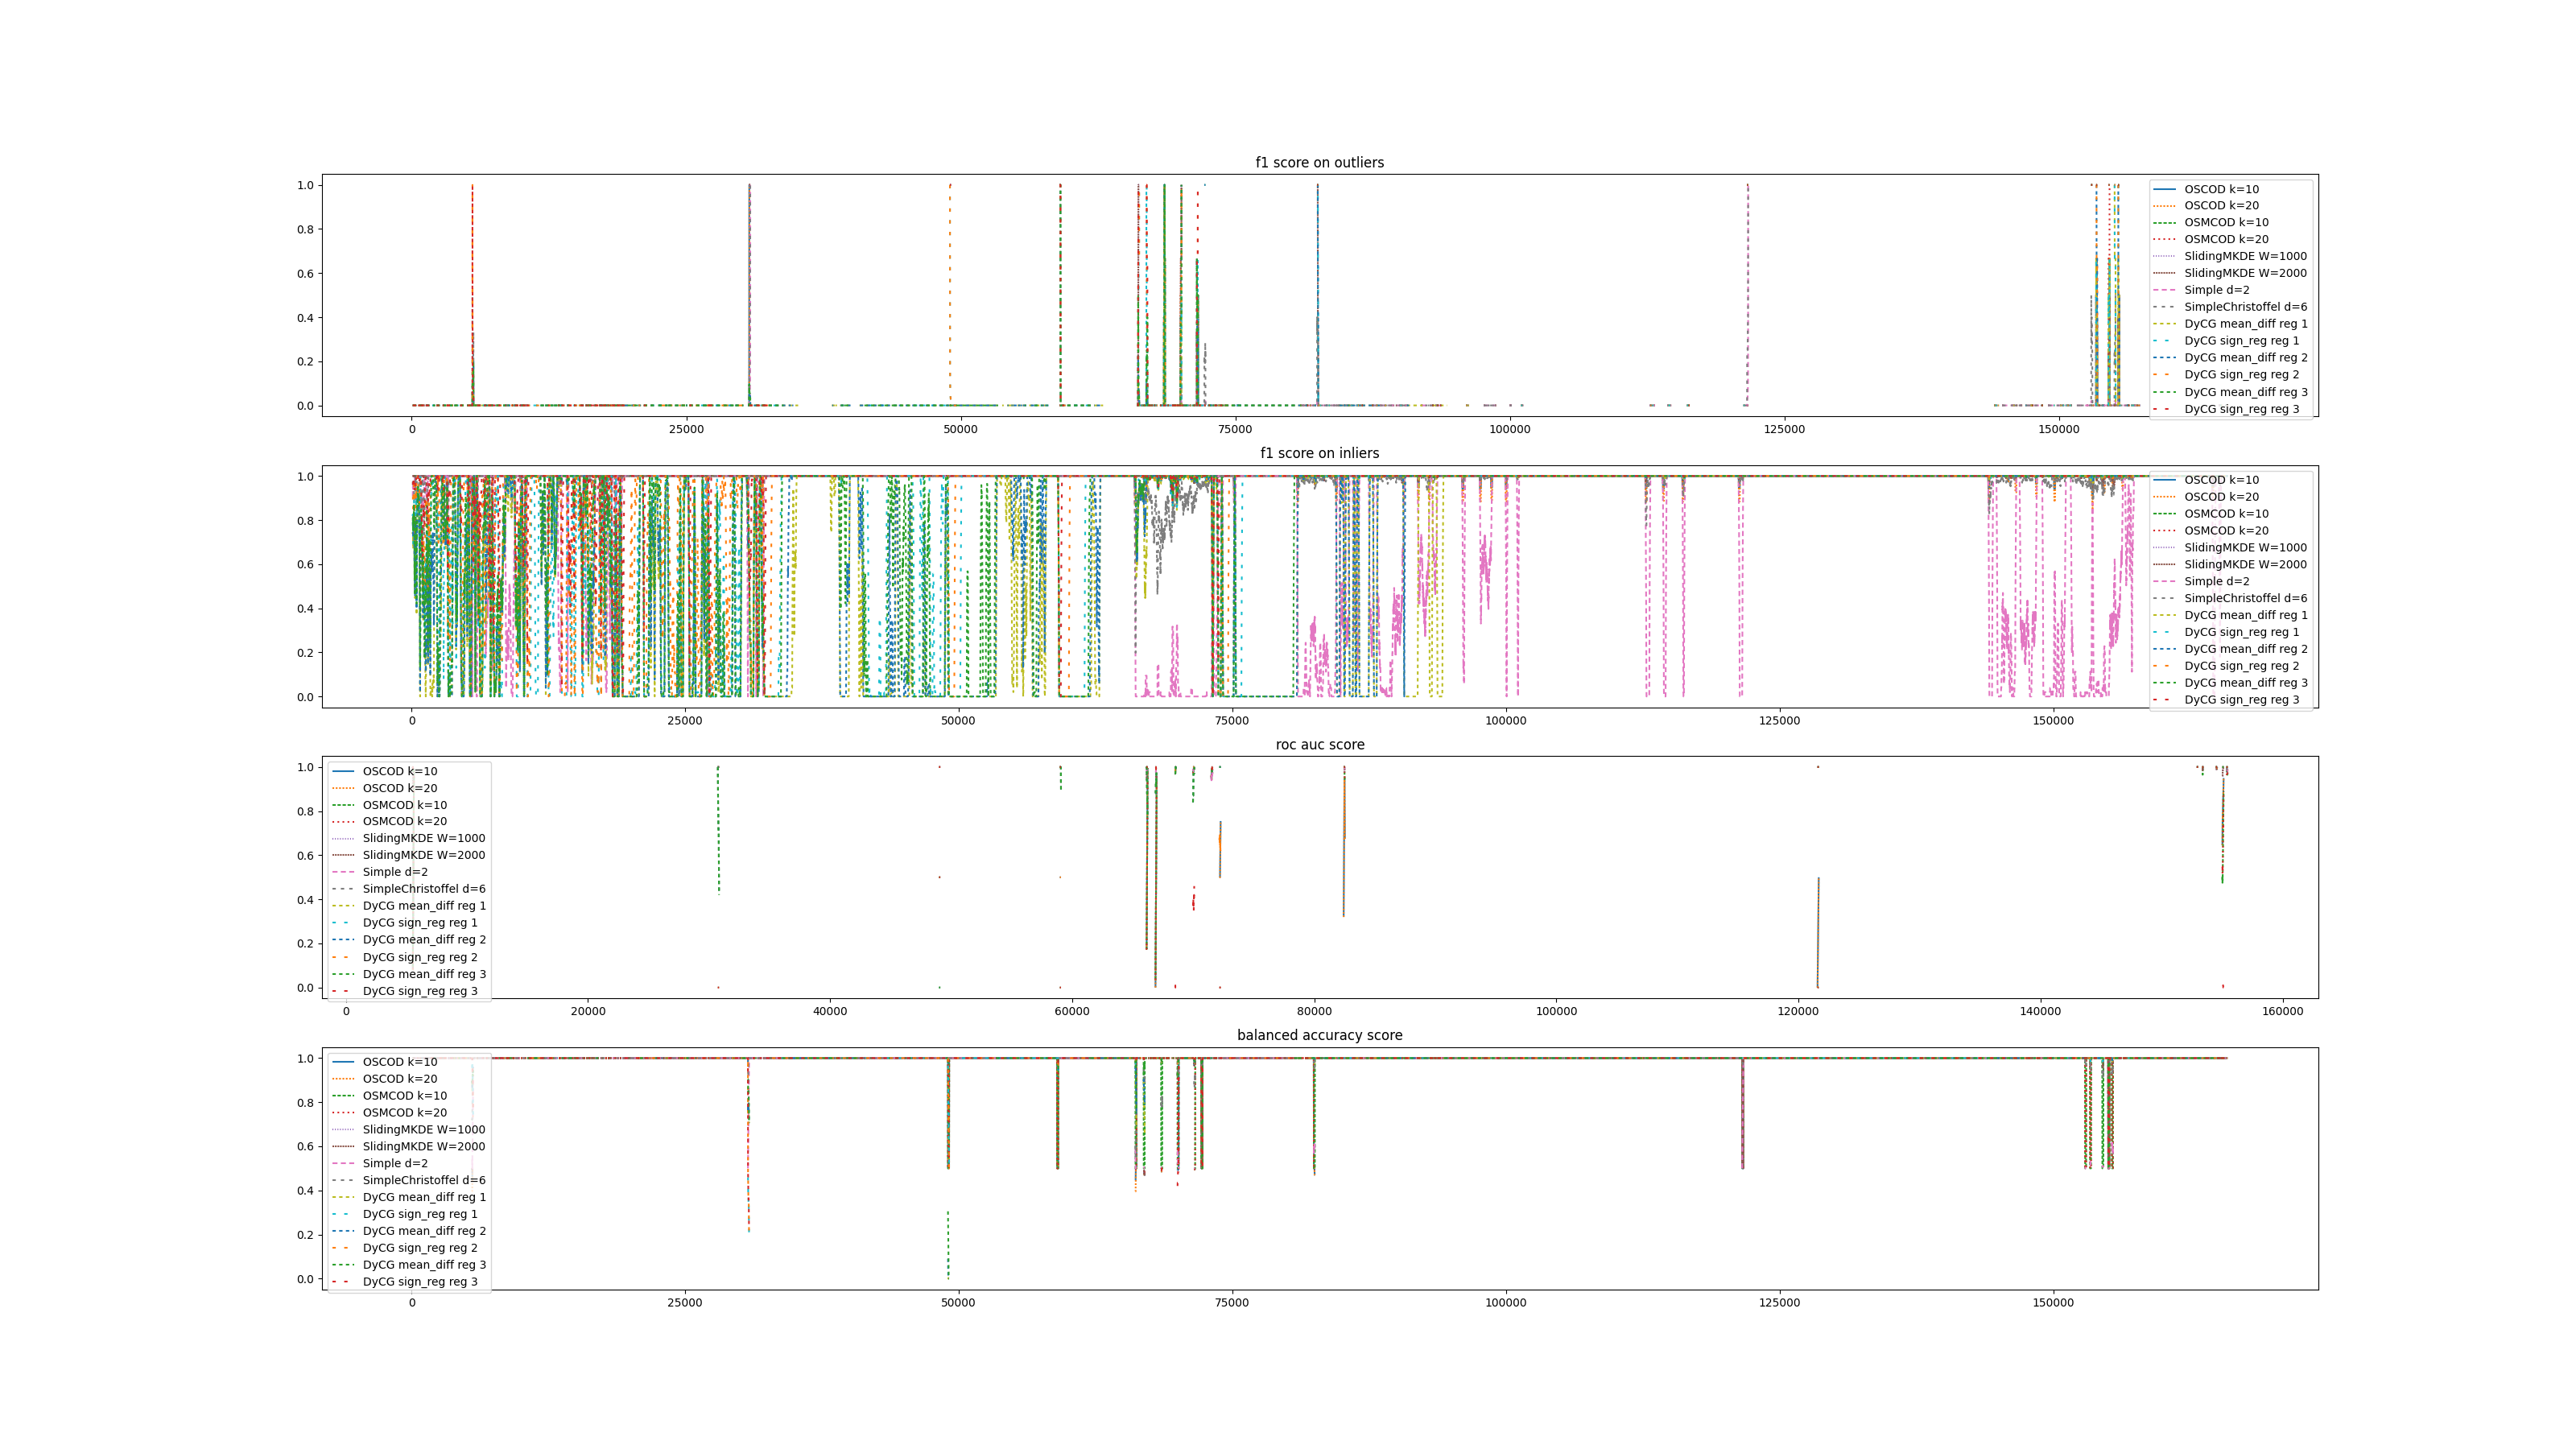 f1 score on outliers
1.0
0.8
0.6
0.4
0.2
0.0
0 25000 50000 75000 100000 125000 150000
OSCOD k=10
OSCOD k=20
OSMCOD k=10
OSMCOD k=20
SlidingMKDE W=1000
SlidingMKDE W=2000
Simple d=2
SimpleChristoffel d=6
DyCG mean_diff reg 1
DyCG sign_reg reg 1
DyCG mean_diff reg 2
DyCG sign_reg reg 2
DyCG mean_diff reg 3
DyCG sign_reg reg 3
f1 score on inliers
1.0
0.8
0.6
0.4
0.2
0.0
0 25000 50000 75000 100000 125000 150000
OSCOD k=10
OSCOD k=20
OSMCOD k=10
OSMCOD k=20
SlidingMKDE W=1000
SlidingMKDE W=2000
Simple d=2
SimpleChristoffel d=6
DyCG mean_diff reg 1
DyCG sign_reg reg 1
DyCG mean_diff reg 2
DyCG sign_reg reg 2
DyCG mean_diff reg 3
DyCG sign_reg reg 3
roc auc score
1.0
0.8
0.6
0.4
0.2
0.0
OSCOD k=10
OSCOD k=20
OSMCOD k=10
OSMCOD k=20
SlidingMKDE W=1000
SlidingMKDE W=2000
Simple d=2
SimpleChristoffel d=6
DyCG mean_diff reg 1
DyCG sign_reg reg 1
DyCG mean_diff reg 2
DyCG sign_reg reg 2
DyCG mean_diff reg 3
DyCG sign_reg reg 3
0 20000 40000 60000 80000 100000 120000 140000 160000
balanced accuracy score
1.0
0.8
0.6
0.4
0.2
0.0
OSCOD k=10
OSCOD k=20
OSMCOD k=10
OSMCOD k=20
SlidingMKDE W=1000
SlidingMKDE W=2000
Simple d=2
SimpleChristoffel d=6
DyCG mean_diff reg 1
DyCG sign_reg reg 1
DyCG mean_diff reg 2
DyCG sign_reg reg 2
DyCG mean_diff reg 3
DyCG sign_reg reg 3
0 25000 50000 75000 100000 125000 150000